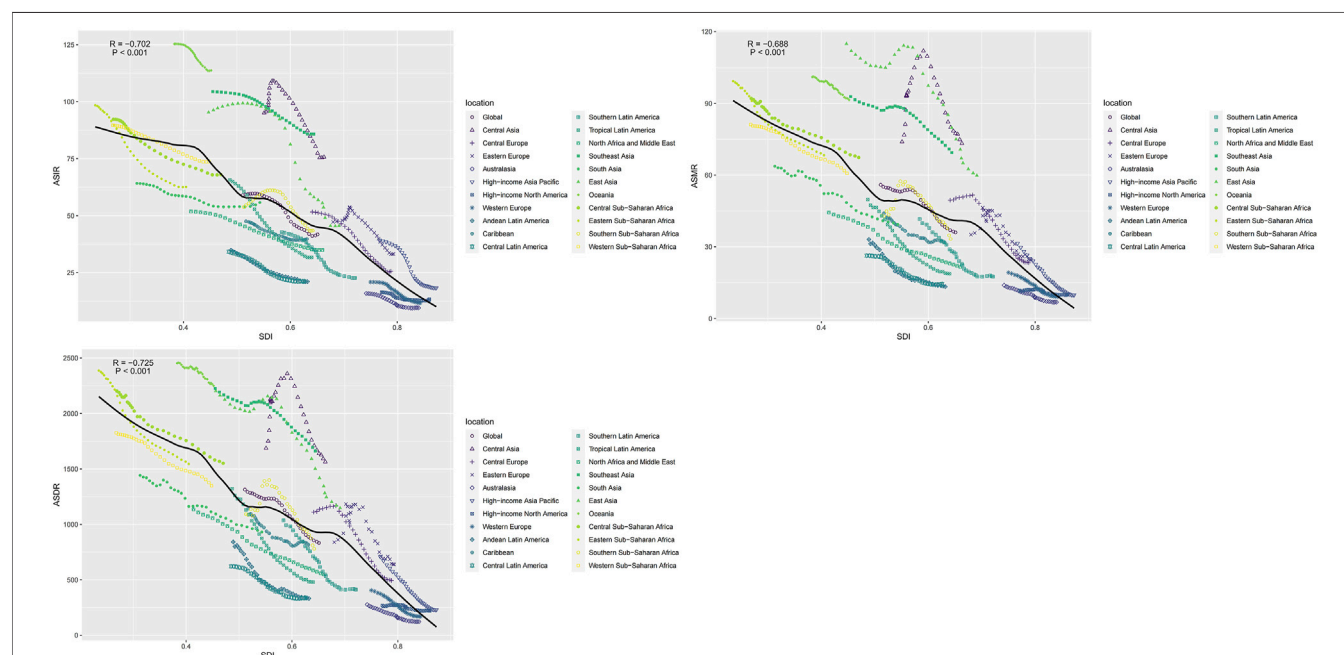 R = −0.702
P < 0.001
125
100
75
50
25
ASIR
0.4
0.6
0.8
SDI
location
Global
Central Asia
Central Europe
Eastern Europe
Australasia
High−income Asia Pacific
High−income North America
Western Europe
Andean Latin America
Caribbean
Central Latin America
Southern Latin America
Tropical Latin America
North Africa and Middle East
Southeast Asia
South Asia
East Asia
Oceania
Central Sub−Saharan Africa
Eastern Sub−Saharan Africa
Southern Sub−Saharan Africa
Western Sub−Saharan Africa
R = −0.688
P < 0.001
120
90
60
30
0
ASMR
0.4
0.6
0.8
SDI
location
Global
Central Asia
Central Europe
Eastern Europe
Australasia
High−income Asia Pacific
High−income North America
Western Europe
Andean Latin America
Caribbean
Central Latin America
Southern Latin America
Tropical Latin America
North Africa and Middle East
Southeast Asia
South Asia
East Asia
Oceania
Central Sub−Saharan Africa
Eastern Sub−Saharan Africa
Southern Sub−Saharan Africa
Western Sub−Saharan Africa
R = −0.725
P < 0.001
2500
2000
1500
1000
500
0
ASDR
0.4
0.6
0.8
SDI
location
Global
Central Asia
Central Europe
Eastern Europe
Australasia
High−income Asia Pacific
High−income North America
Western Europe
Andean Latin America
Caribbean
Central Latin America
Southern Latin America
Tropical Latin America
North Africa and Middle East
Southeast Asia
South Asia
East Asia
Oceania
Central Sub−Saharan Africa
Eastern Sub−Saharan Africa
Southern Sub−Saharan Africa
Western Sub−Saharan Africa